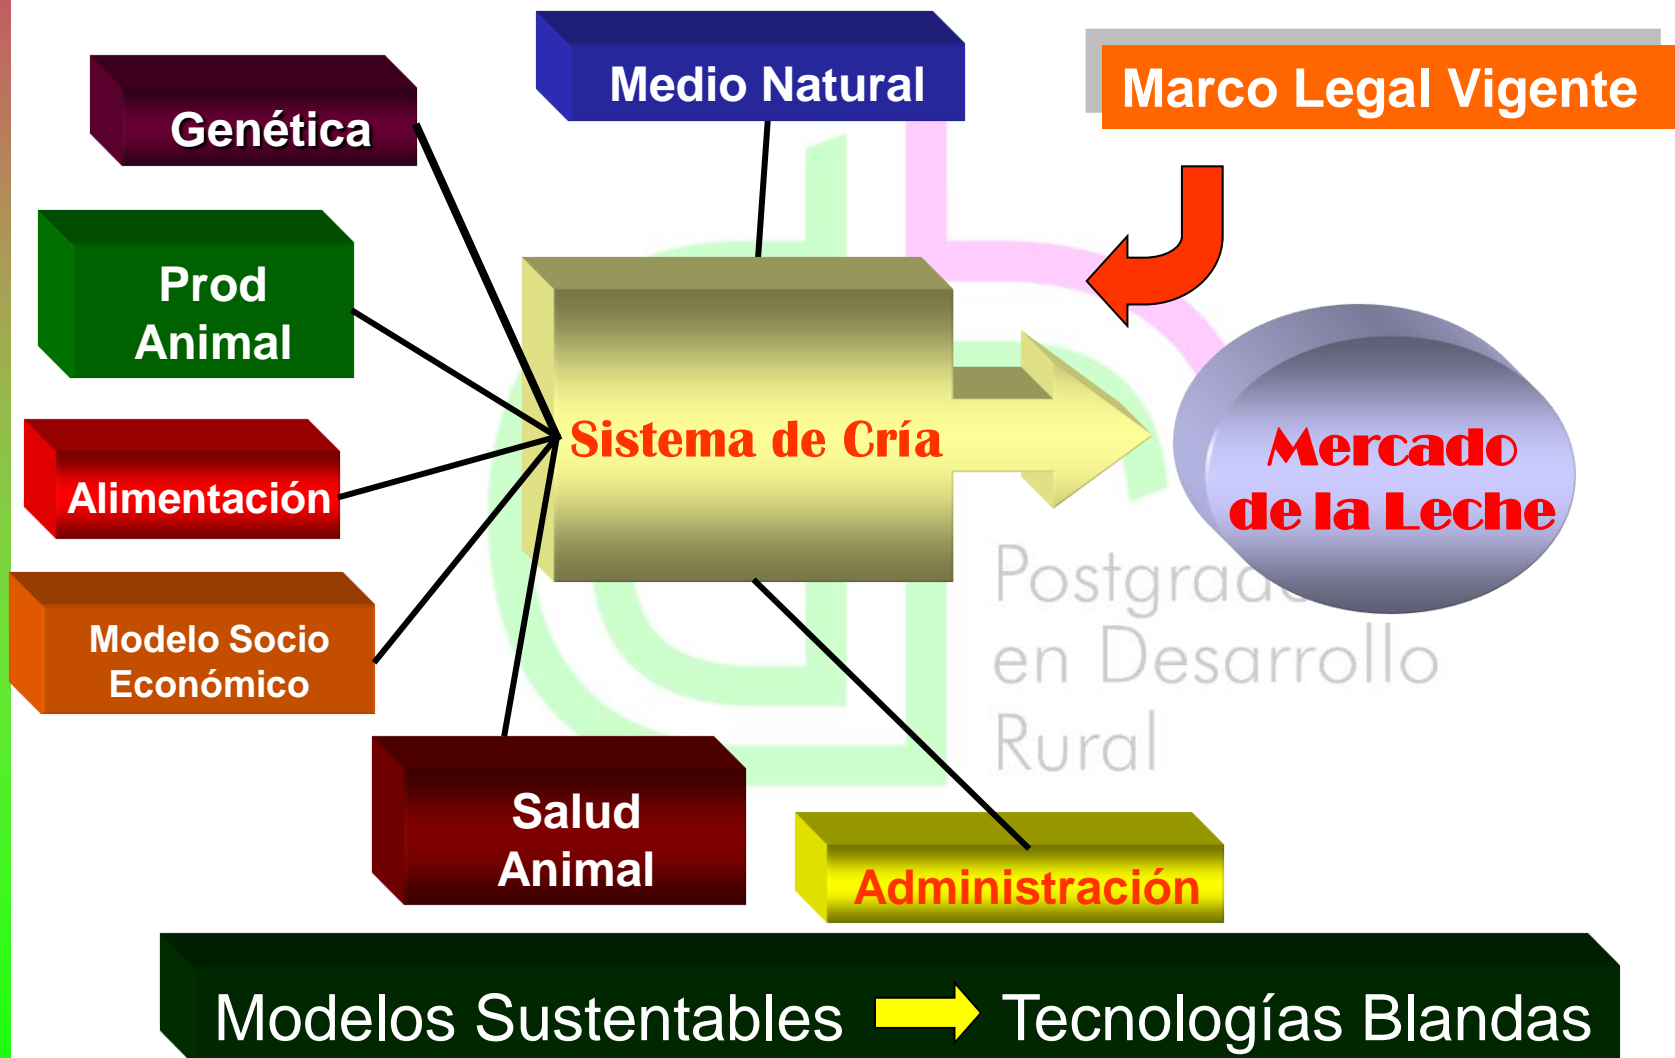 Medio Natural
Marco Legal Vigente
Genética
Prod
Animal
Sistema de Cría
Mercado
de la Leche
Alimentación
Modelo Socio
Económico
Postgrado
en Desarrollo
Rural
Salud
Animal
Administración
Modelos Sustentables Tecnologías Blandas